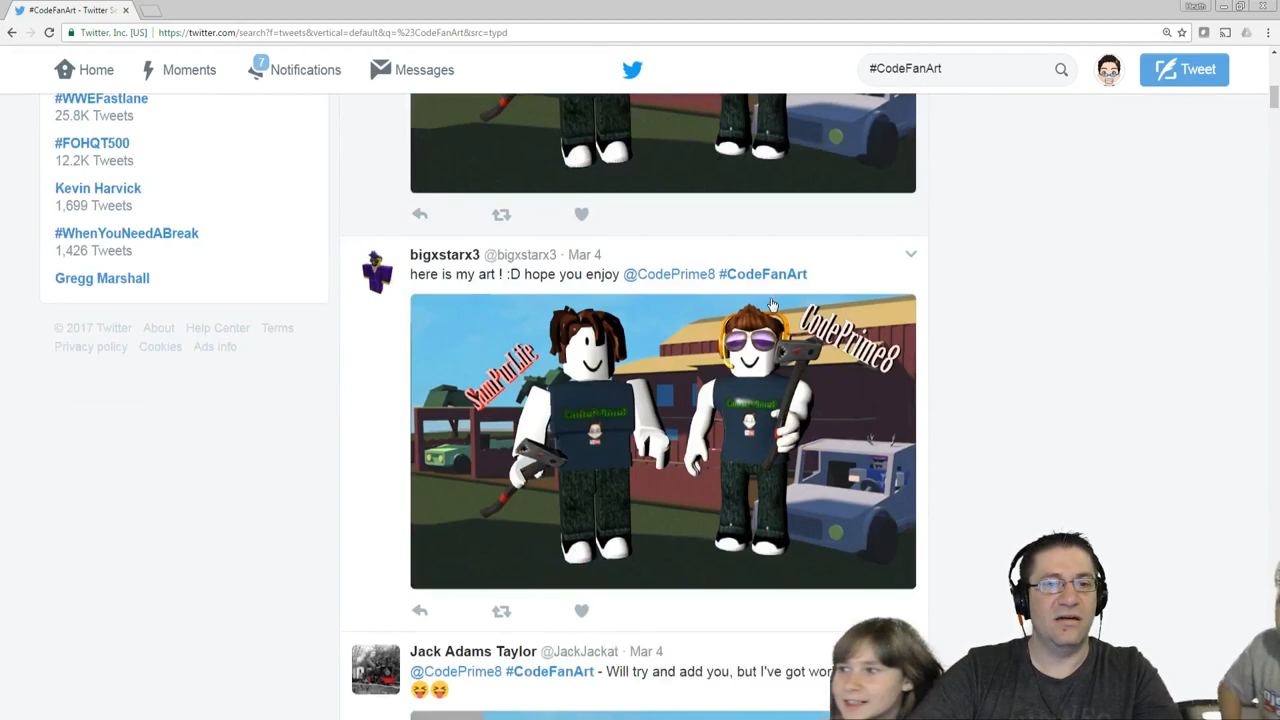 #CodeFanArt - Twitter Se
Heath
Twitter, Inc. [US] https://twitter.com/search?f=tweets&vertical=default&q=%23CodeFanArt&src=typd
Home
Moments
7
Notifications
Messages
#CodeFanArt
Tweet
#WWEFastlane
25.8K Tweets
#FOHQT500
12.2K Tweets
Kevin Harvick
1,699 Tweets
#WhenYouNeedABreak
1,426 Tweets
Gregg Marshall
© 2017 Twitter About Help Center Terms
Privacy policy Cookies Ads info
bigxstarx3 @bigxstarx3 · Mar 4
here is my art ! :D hope you enjoy @CodePrime8 #CodeFanArt
SamPurLife
CodePrime8
Jack Adams Taylor @JackJackat · Mar 4
@CodePrime8 #CodeFanArt - Will try and add you, but I've got wor